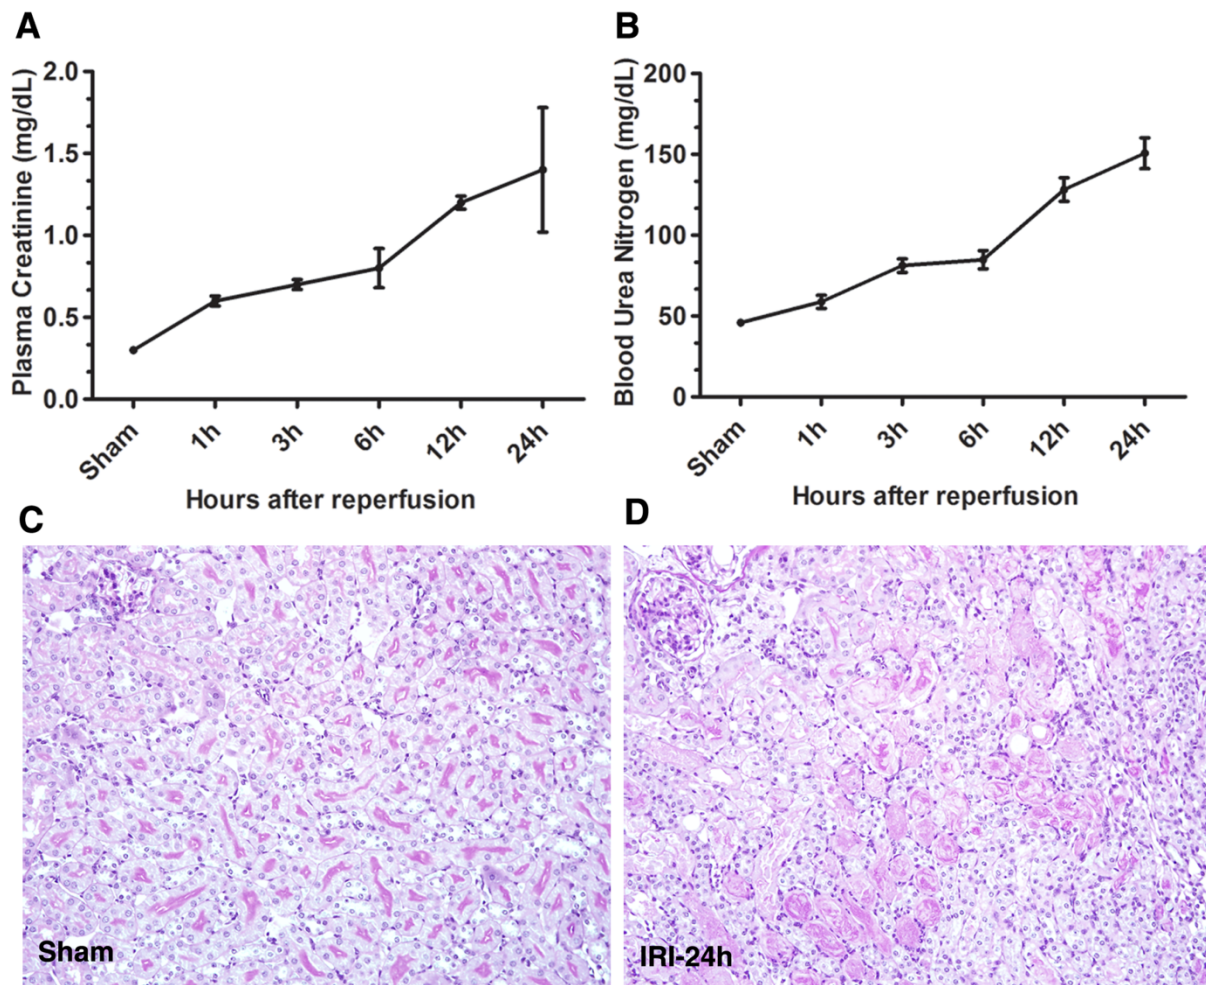 A
Plasma Creatinine (mg/dL)
2.0
1.5
1.0
0.5
0.0
Sham
1h
3h
6h
12h
24h
Hours after reperfusion
B
Blood Urea Nitrogen (mg/dL)
200
150
100
50
0
Sham
1h
3h
6h
12h
24h
Hours after reperfusion
C
Sham
D
IRI-24h